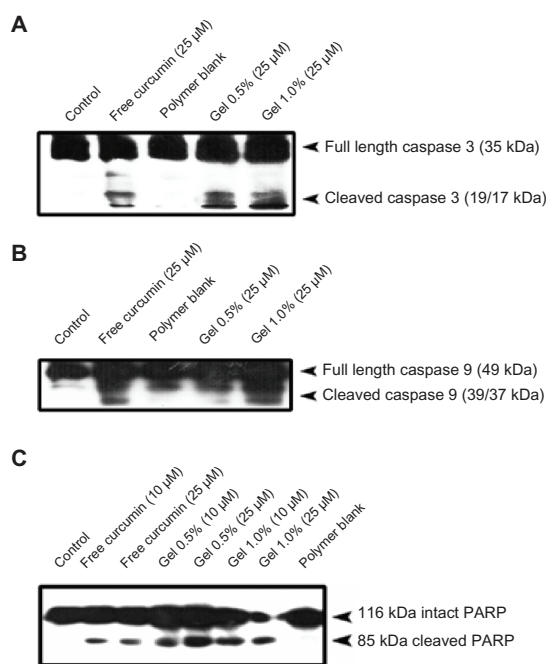 A
Control
Free curcumin (25 µM)
Polymer blank
Gel 0.5% (25 µM)
Gel 1.0% (25 µM)
Full length caspase 3 (35 kDa)
Cleaved caspase 3 (19/17 kDa)
B
Control
Free curcumin (25 µM)
Polymer blank
Gel 0.5% (25 µM)
Gel 1.0% (25 µM)
Full length caspase 9 (49 kDa)
Cleaved caspase 9 (39/37 kDa)
C
Control
Free curcumin (10 µM)
Free curcumin (25 µM)
Gel 0.5% (10 µM)
Gel 0.5% (25 µM)
Gel 1.0% (10 µM)
Gel 1.0% (25 µM)
Polymer blank
116 kDa intact PARP
85 kDa cleaved PARP